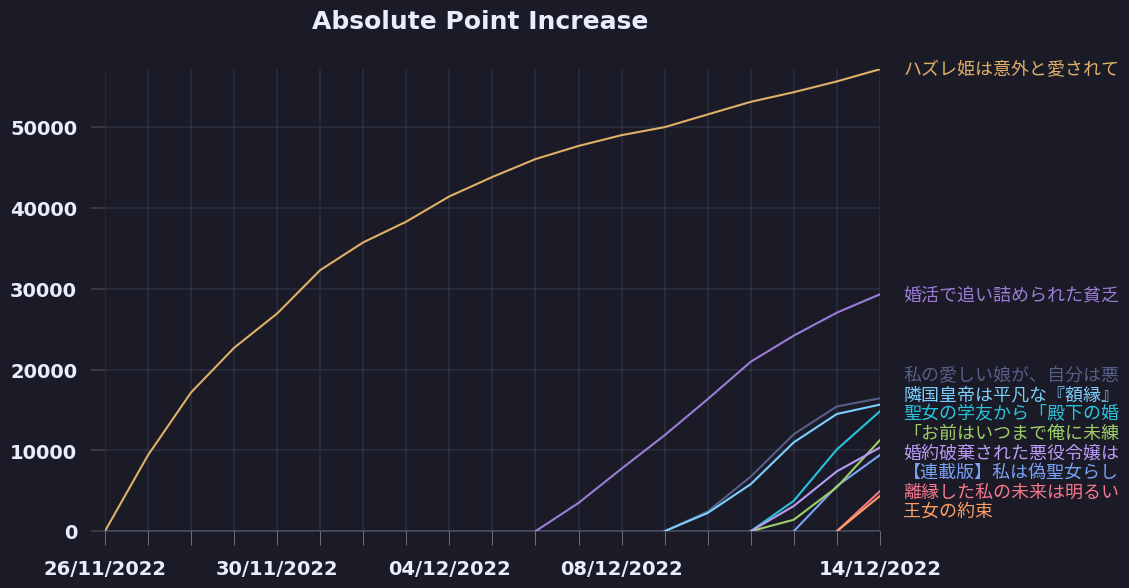 Absolute Point Increase
ハズレ姫は意外と愛されて
50000
40000
30000
婚活で追い詰められた貧乏
20000
私の愛しい娘が、自分は悪
隣国皇帝は平凡な『額縁』
聖女の学友から「殿下の婚
「お前はいつまで俺に未練
10000
婚約破棄された悪役令嬢は
【連載版】私は偽聖女らし
離縁した私の未来は明るい
王女の約束
0
26/11/2022
30/11/2022
04/12/2022
08/12/2022
14/12/2022